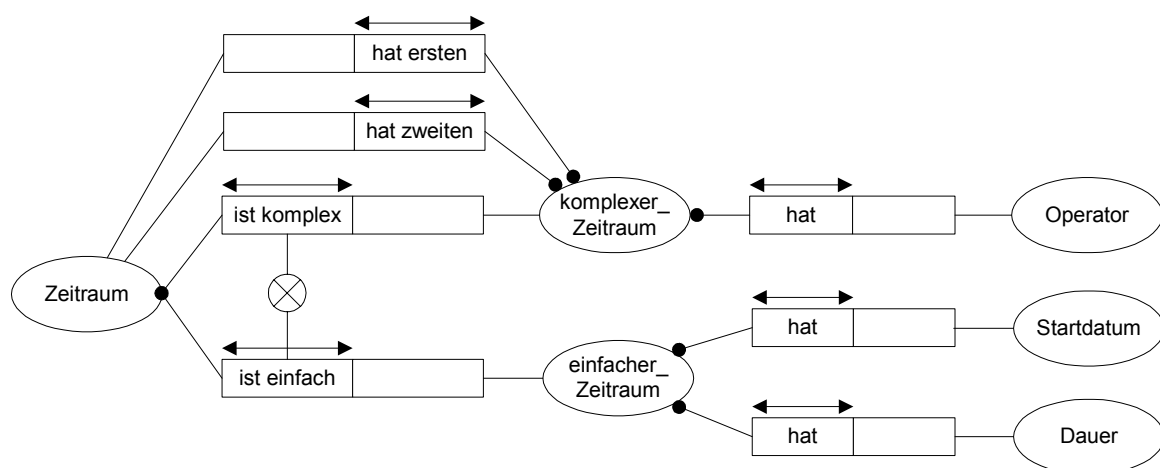 hat ersten
hat zweiten
ist komplex
komplexer_
Zeitraum
hat
Operator
Zeitraum
hat
Startdatum
ist einfach
einfacher_
Zeitraum
hat
Dauer